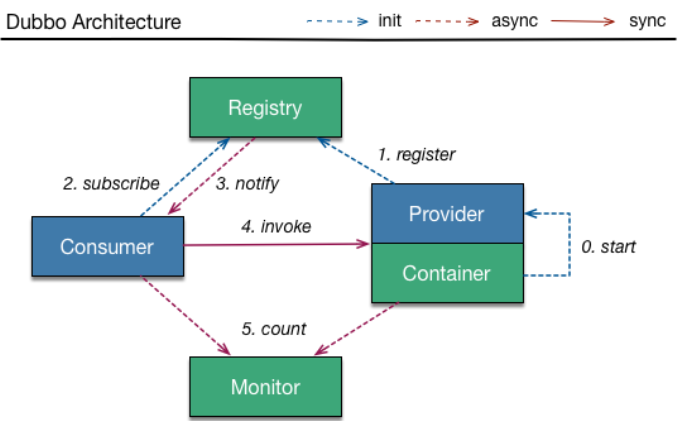 Dubbo Architecture
init
async
sync
Registry
1. register
2. subscribe
3. notify
Provider
4. invoke
Consumer
0. start
Container
5. count
Monitor